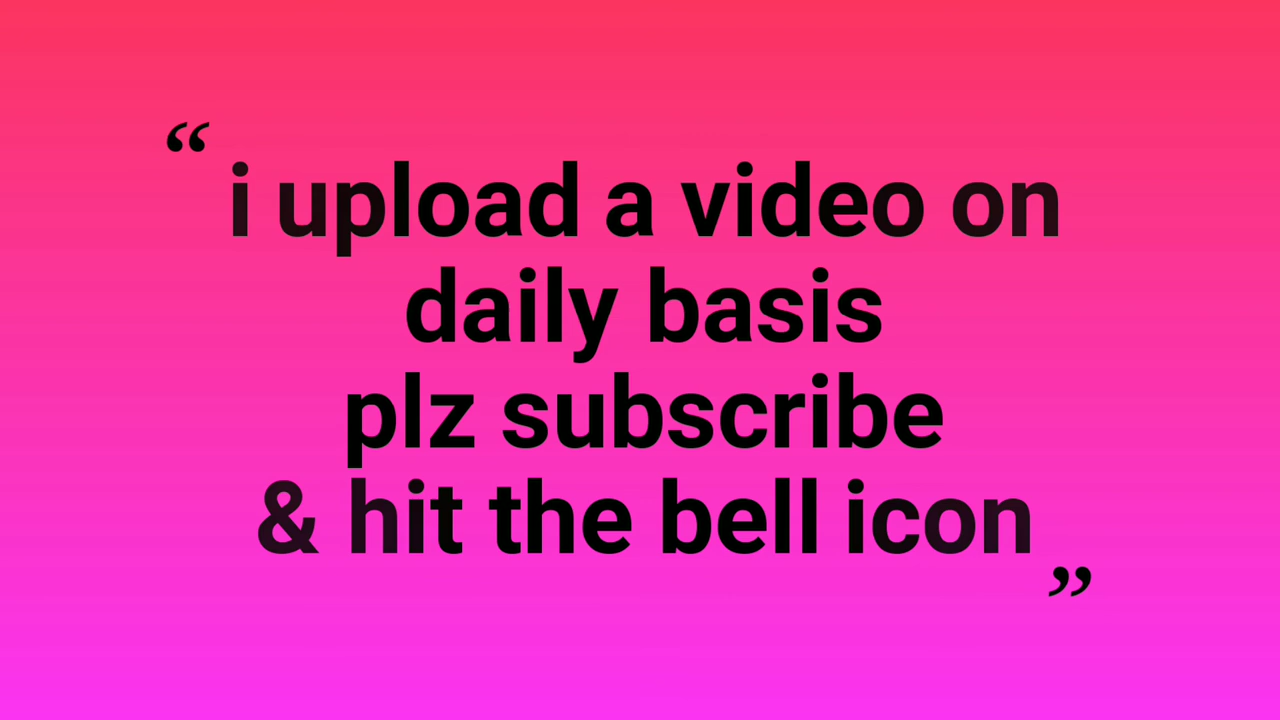 “ i upload a video on
daily basis
plz subscribe
& hit the bell icon ”